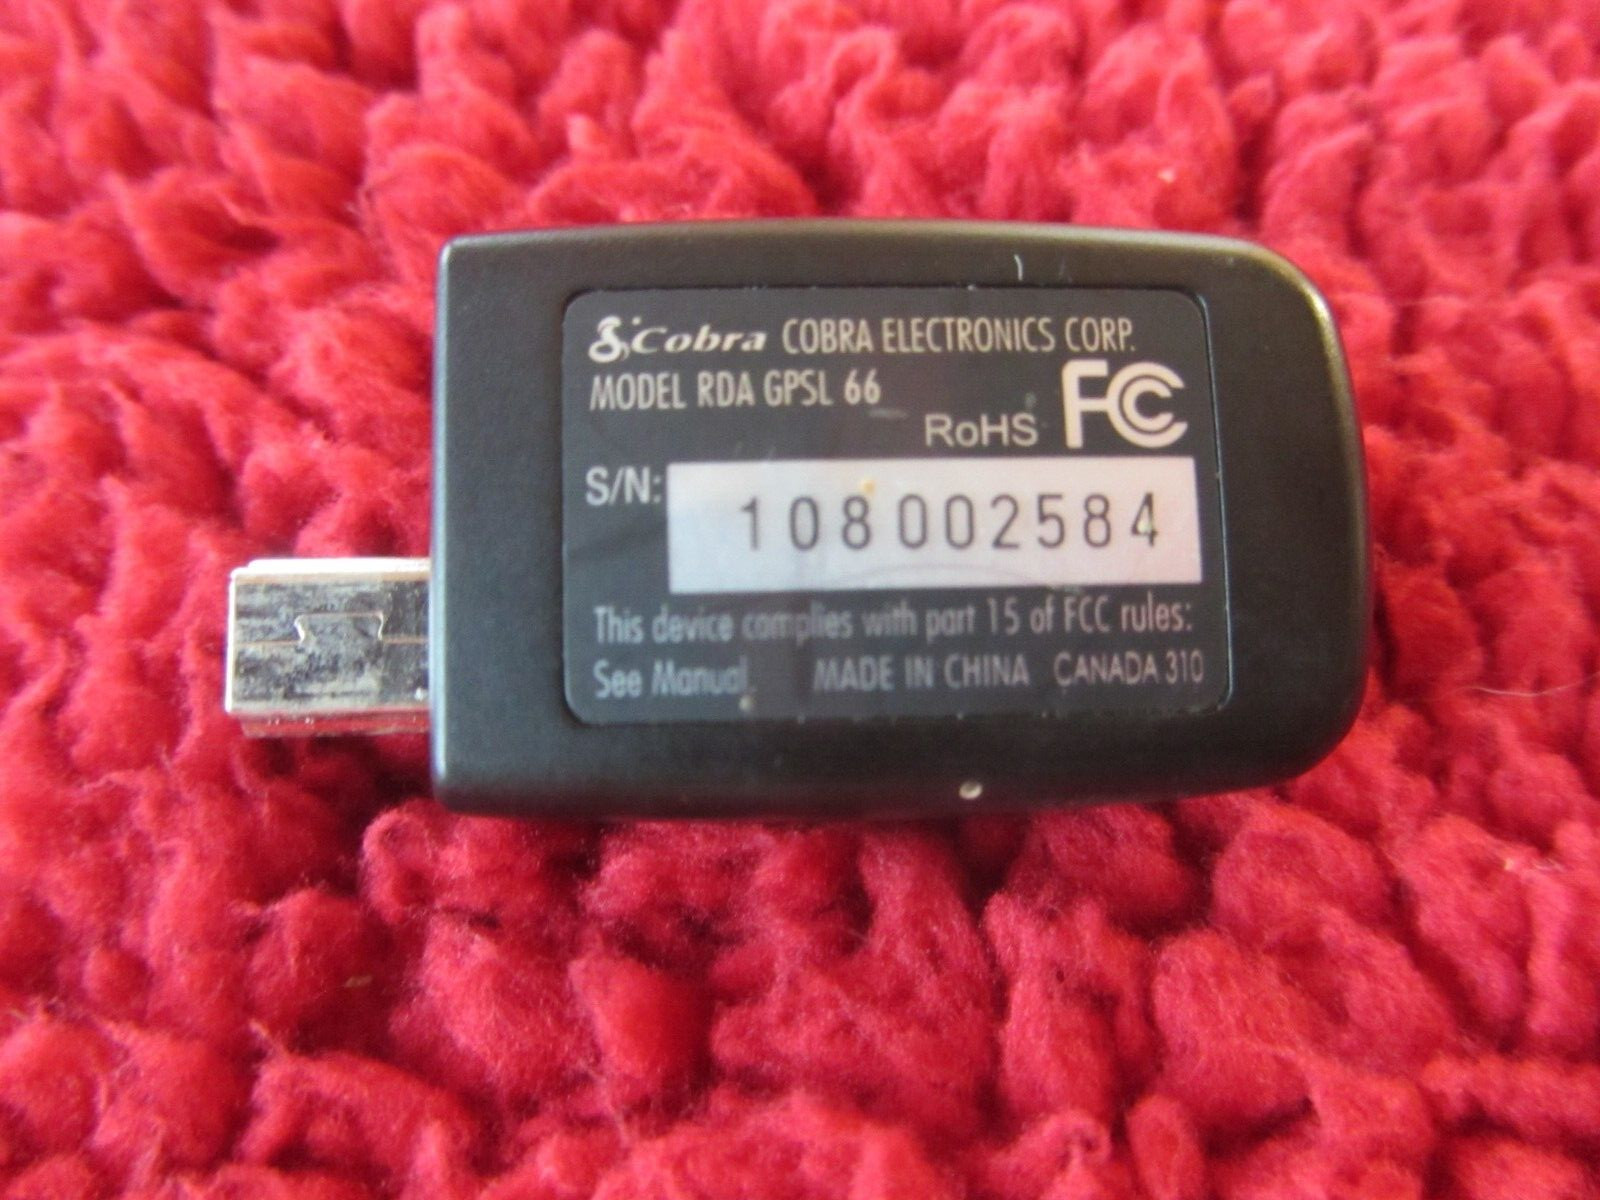 Cobra COBRA ELECTRONICS CORP.
MODEL RDA GPSL 66
RoHS FCC
S/N: 108002584
This device complies with part 15 of FCC rules:
See Manual. MADE IN CHINA CANADA 310